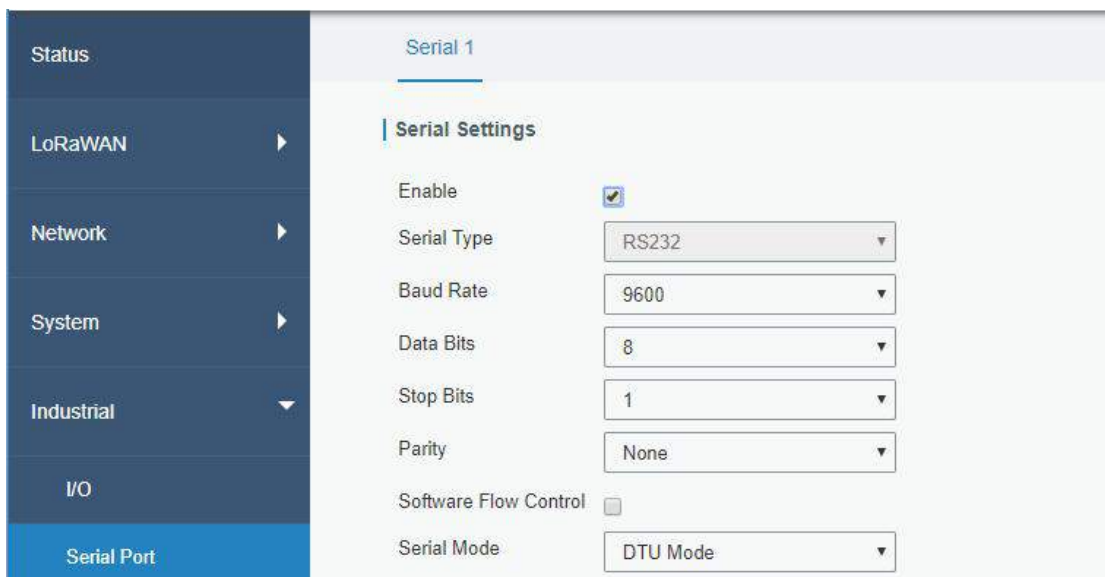 Status
LoRaWAN
Network
System
Industrial
I/O
Serial Port
Serial 1
Serial Settings
Enable
Serial Type RS232
Baud Rate 9600
Data Bits 8
Stop Bits 1
Parity None
Software Flow Control
Serial Mode DTU Mode